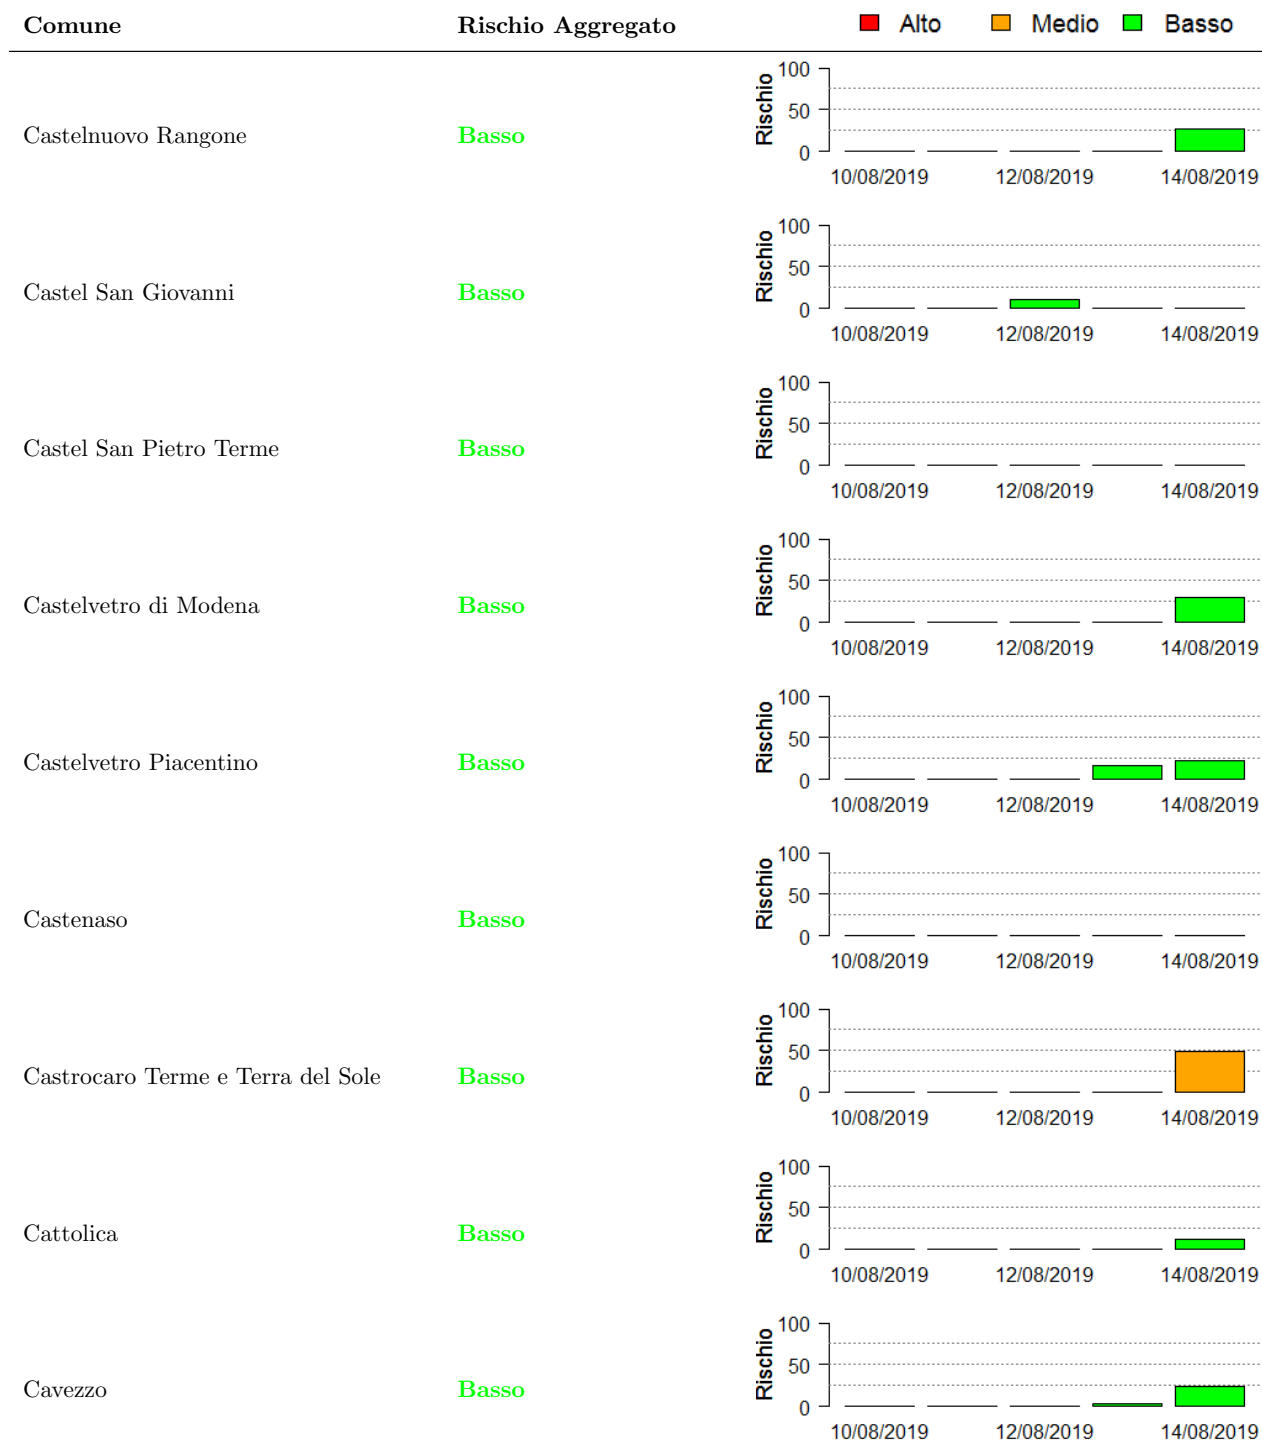 Comune Rischio Aggregato Alto Medio Basso
100
50
0
Rischio
Castelnuovo Rangone Basso
10/08/2019 12/08/2019 14/08/2019
100
50
0
Rischio
Castel San Giovanni Basso
10/08/2019 12/08/2019 14/08/2019
100
50
0
Rischio
Castel San Pietro Terme Basso
10/08/2019 12/08/2019 14/08/2019
100
50
0
Rischio
Castelvetro di Modena Basso
10/08/2019 12/08/2019 14/08/2019
100
50
0
Rischio
Castelvetro Piacentino Basso
10/08/2019 12/08/2019 14/08/2019
100
50
0
Rischio
Castenaso Basso
10/08/2019 12/08/2019 14/08/2019
100
50
0
Rischio
Castrocaro Terme e Terra del Sole Basso
10/08/2019 12/08/2019 14/08/2019
100
50
0
Rischio
Cattolica Basso
10/08/2019 12/08/2019 14/08/2019
100
50
0
Rischio
Cavezzo Basso
10/08/2019 12/08/2019 14/08/2019